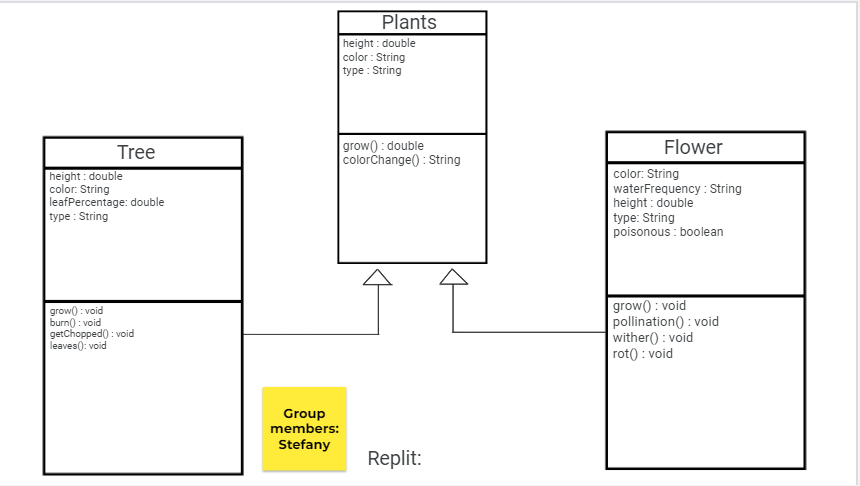 Plants
height : double
color : String
type : String
grow() : double
colorChange() : String
Tree
height : double
color: String
leafPercentage: double
type : String
grow() : void
burn() : void
getChopped() : void
leaves(): void
Flower
color: String
waterFrequency : String
height : double
type: String
poisonous : boolean
grow() : void
pollination() : void
wither() : void
rot() : void
Group
members:
Stefany
Replit: